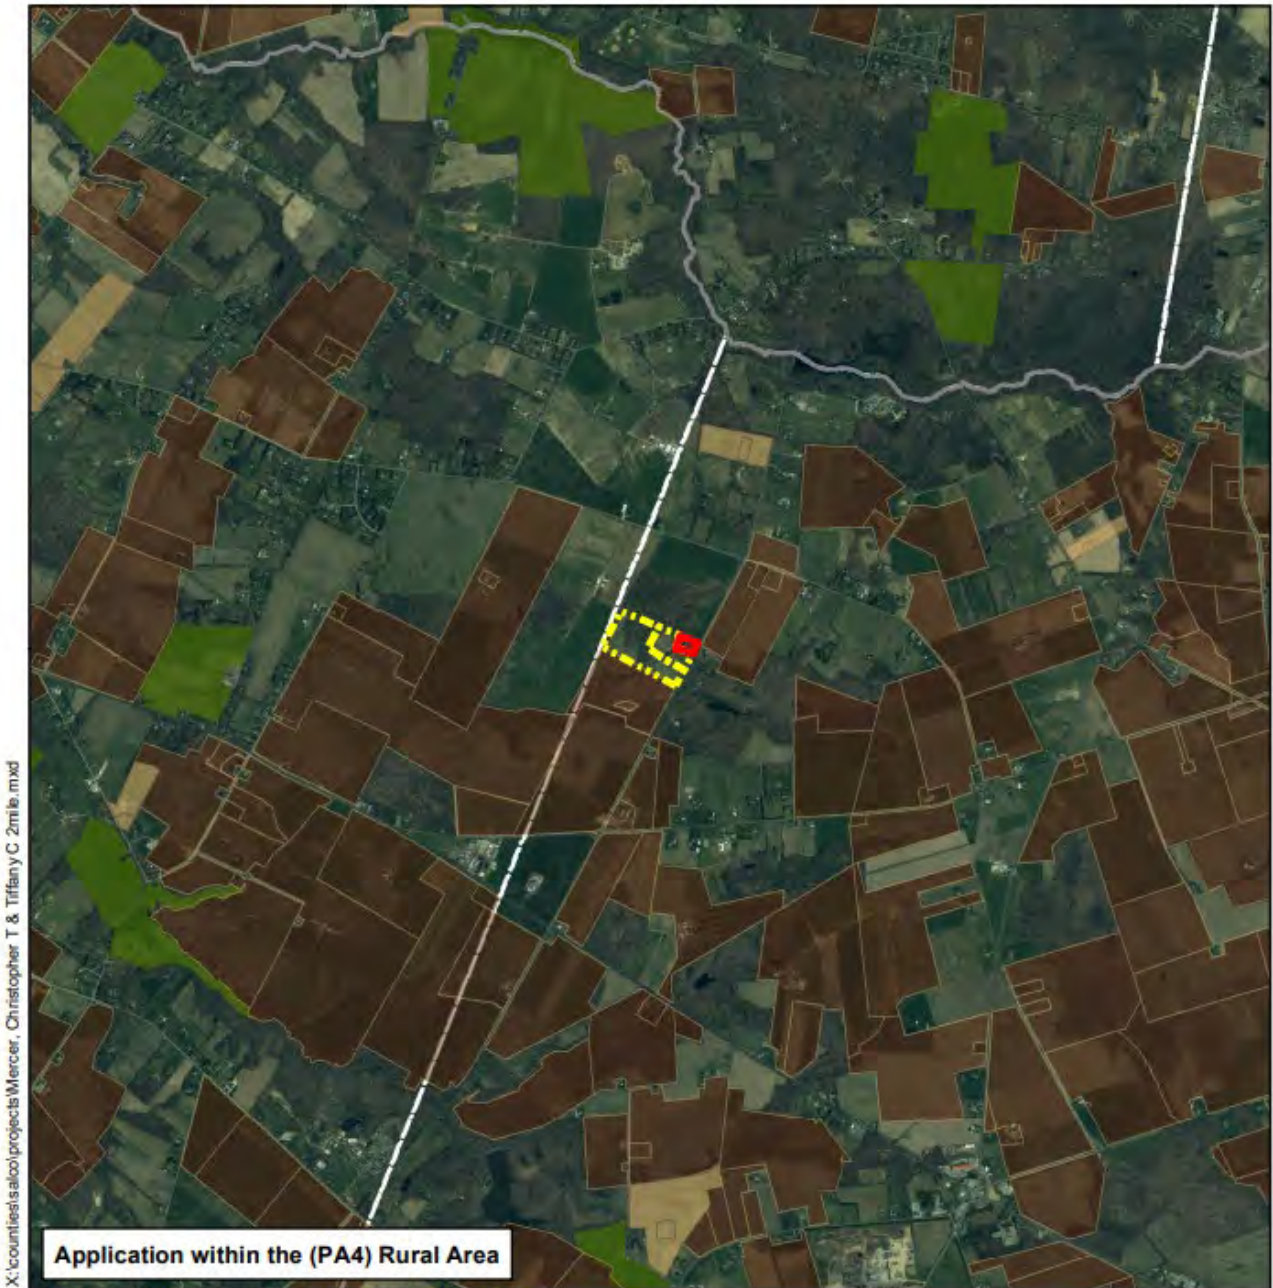 X:\counties\salco\projects\Mercer, Christopher T & Tiffany C 2mile.mxd
Application within the (PA4) Rural Area